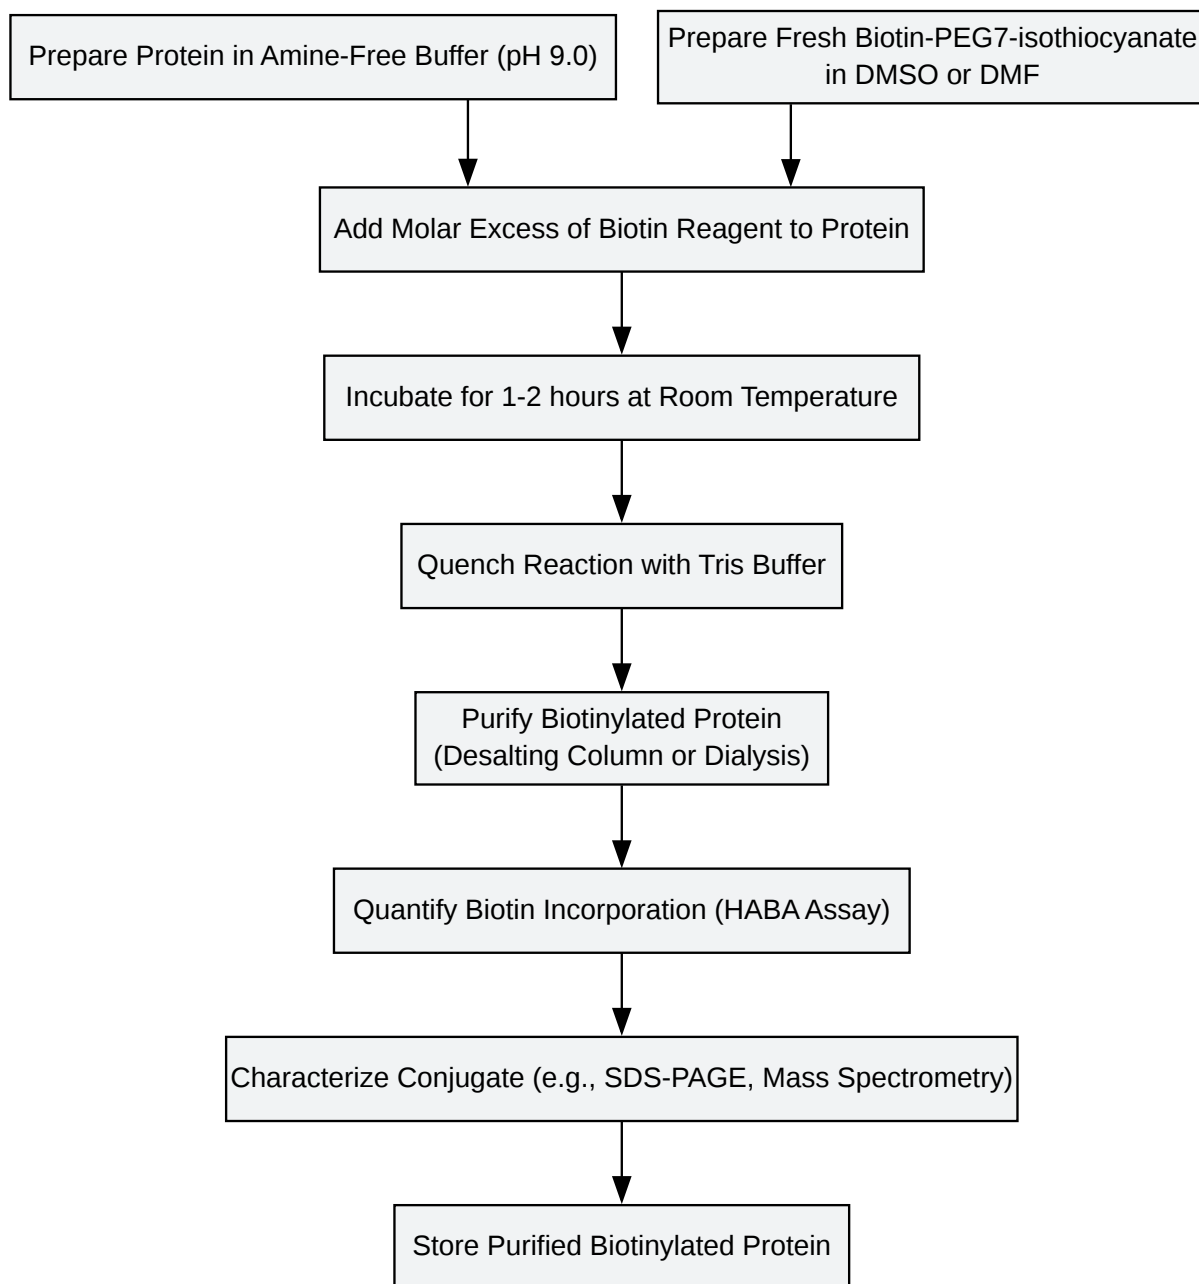 Prepare Protein in Amine-Free Buffer (pH 9.0)
Prepare Fresh Biotin-PEG7-isothiocyanate
in DMSO or DMF
Add Molar Excess of Biotin Reagent to Protein
Incubate for 1-2 hours at Room Temperature
Quench Reaction with Tris Buffer
Purify Biotinylated Protein
(Desalting Column or Dialysis)
Quantify Biotin Incorporation (HABA Assay)
Characterize Conjugate (e.g., SDS-PAGE, Mass Spectrometry)
Store Purified Biotinylated Protein